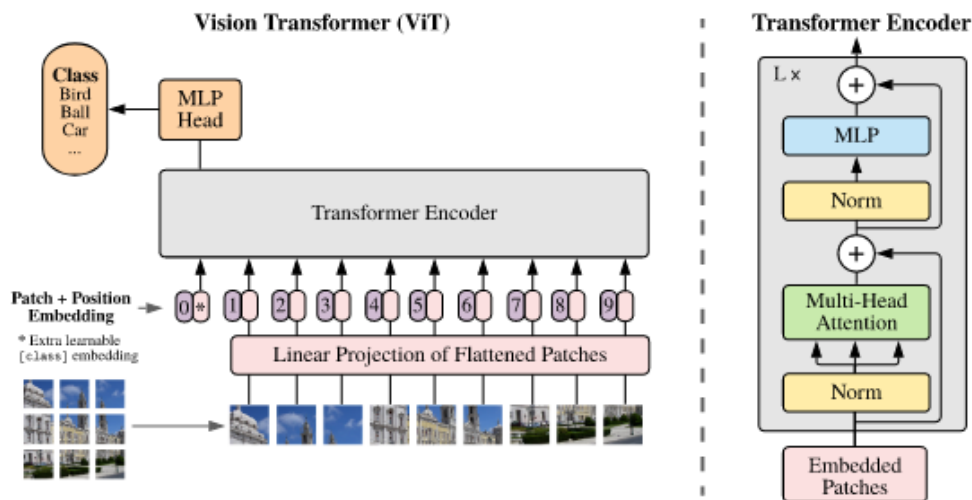 Vision Transformer (ViT)
Class
Bird
Ball
Car
...
MLP
Head
Transformer Encoder
Patch + Position
Embedding
* Extra learnable
[class] embedding
0 * 1 2 3 4 5 6 7 8 9
Linear Projection of Flattened Patches
Transformer Encoder
L ×
+
MLP
Norm
+
Multi-Head
Attention
Norm
Embedded
Patches